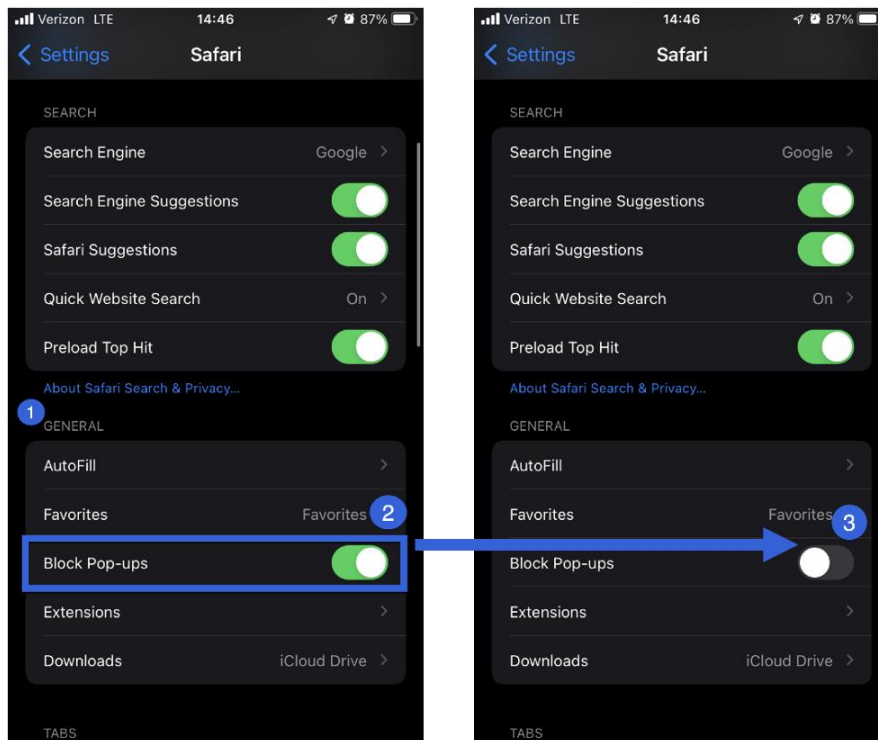 Verizon LTE 14:46 87%
Settings Safari
SEARCH
Search Engine Google
Search Engine Suggestions
Safari Suggestions
Quick Website Search On
Preload Top Hit
About Safari Search & Privacy...
1
GENERAL
AutoFill
Favorites Favorites 2
Block Pop-ups
Extensions
Downloads iCloud Drive
TABS
Verizon LTE 14:46 87%
Settings Safari
SEARCH
Search Engine Google
Search Engine Suggestions
Safari Suggestions
Quick Website Search On
Preload Top Hit
About Safari Search & Privacy...
GENERAL
AutoFill
Favorites Favorites 3
Block Pop-ups
Extensions
Downloads iCloud Drive
TABS